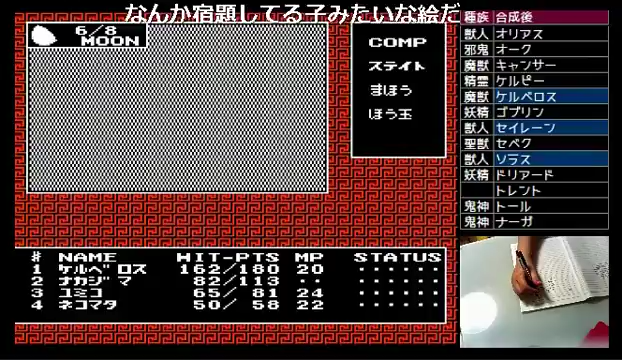 なんか宿題してる子みたいな絵だ
6/8
MOON
COMP
ステイト
まほう
ほう玉
種族 合成後
獣人 オリアス
邪鬼 オーク
魔獣 キャンサー
精霊 ケルピー
魔獣 ケルベロス
妖精 ゴブリン
獣人 セイレーン
聖獣 セベク
獣人 ソラス
妖精 ドリアード
トレント
鬼神 トール
鬼神 ナーガ
# NAME HIT-PTS MP STATUS
1 ケルベロス 162/180 20 ······
2 ナカジマ 82/113 ·· ······
3 ユミコ 65/ 81 24 ······
4 ネコマタ 50/ 58 22 ······